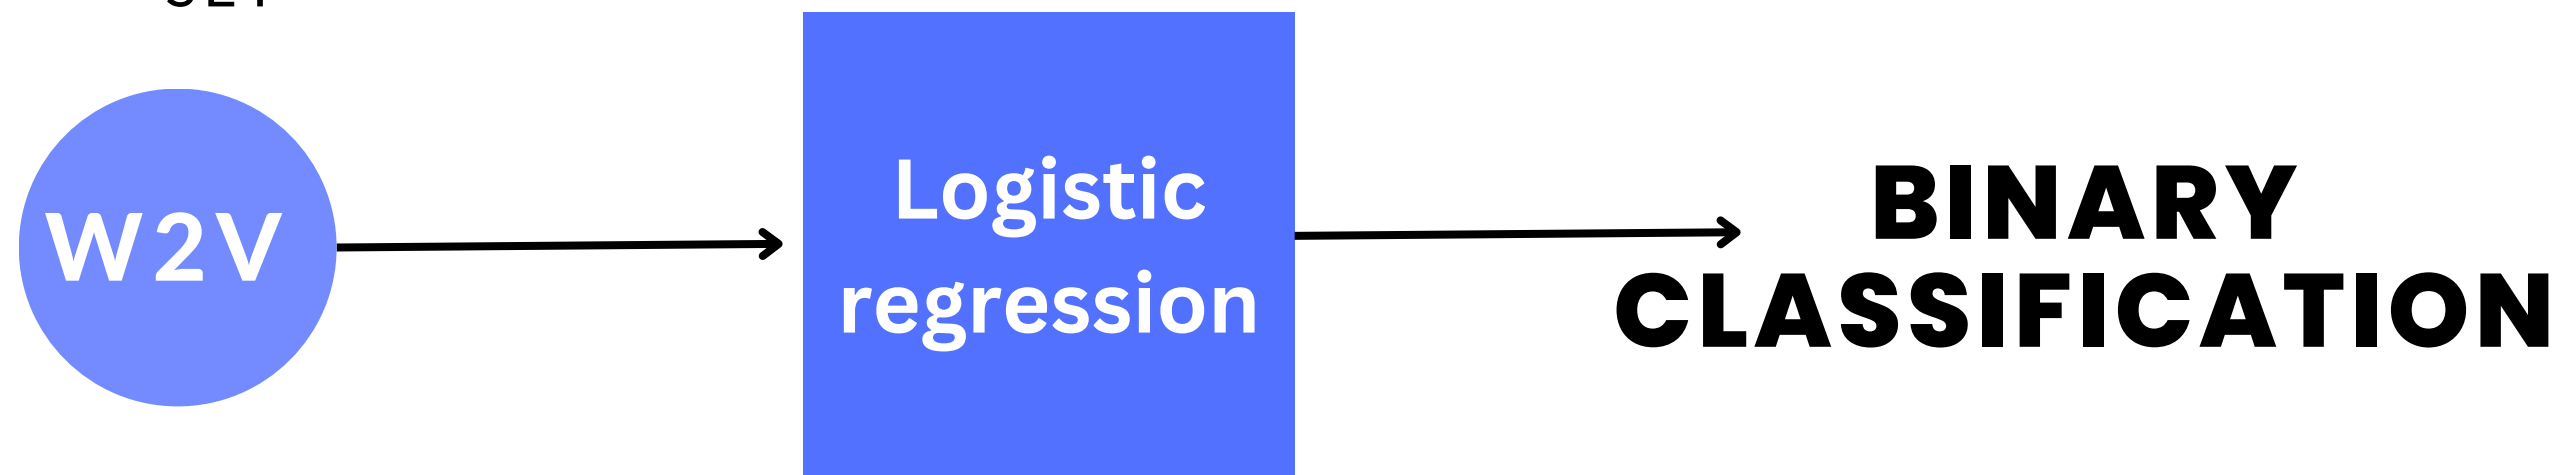 W2V
Logistic
regression
BINARY
CLASSIFICATION